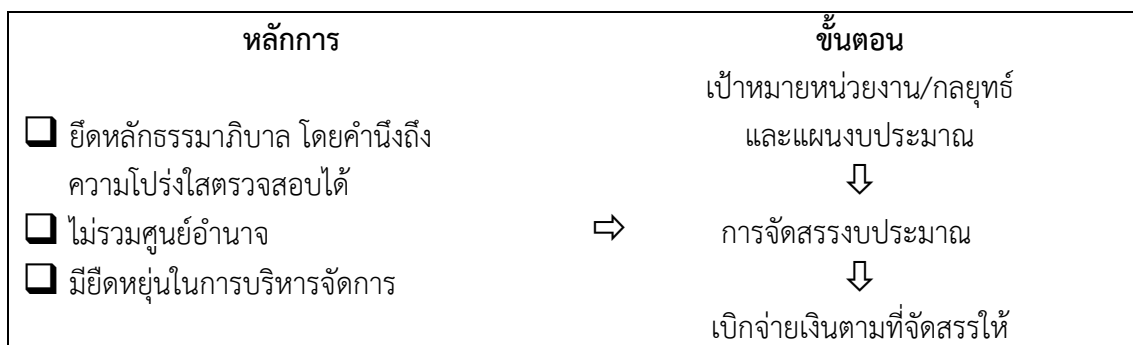 หลักการ
ยึดหลักธรรมาภิบาล โดยคำนึงถึง
ความโปร่งใสตรวจสอบได้
ไม่รวมศูนย์อำนาจ
มียืดหยุ่นในการบริหารจัดการ
ขั้นตอน
เป้าหมายหน่วยงาน/กลยุทธ์
และแผนงบประมาณ
การจัดสรรงบประมาณ
เบิกจ่ายเงินตามที่จัดสรรให้